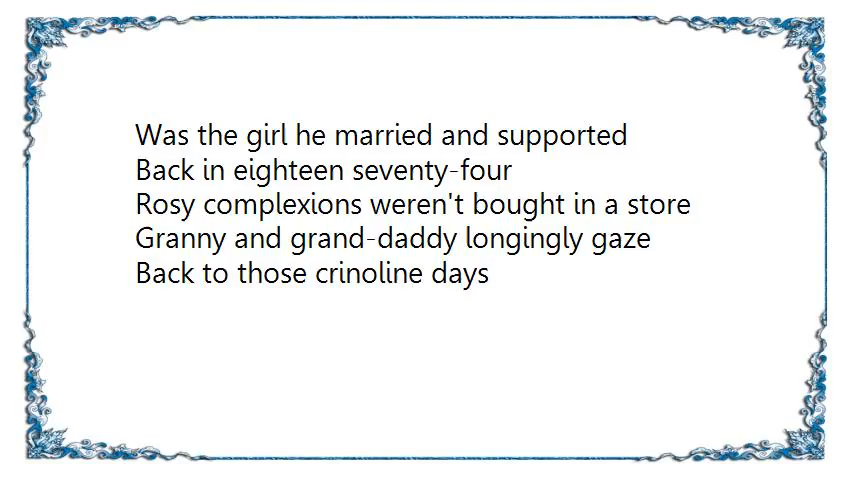 Was the girl he married and supported
Back in eighteen seventy-four
Rosy complexions weren't bought in a store
Granny and grand-daddy longingly gaze
Back to those crinoline days